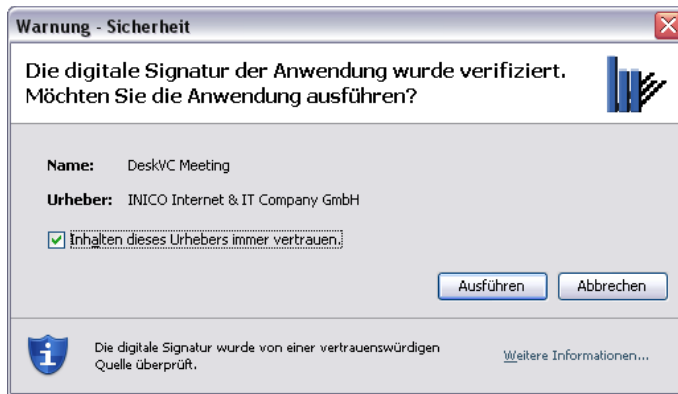 Warnung - Sicherheit
Die digitale Signatur der Anwendung wurde verifiziert.
Möchten Sie die Anwendung ausführen?
Name: DeskVC Meeting
Urheber: INICO Internet & IT Company GmbH
Inhalten dieses Urhebers immer vertrauen.
Ausführen Abbrechen
Die digitale Signatur wurde von einer vertrauenswürdigen
Quelle überprüft.
Weitere Informationen...